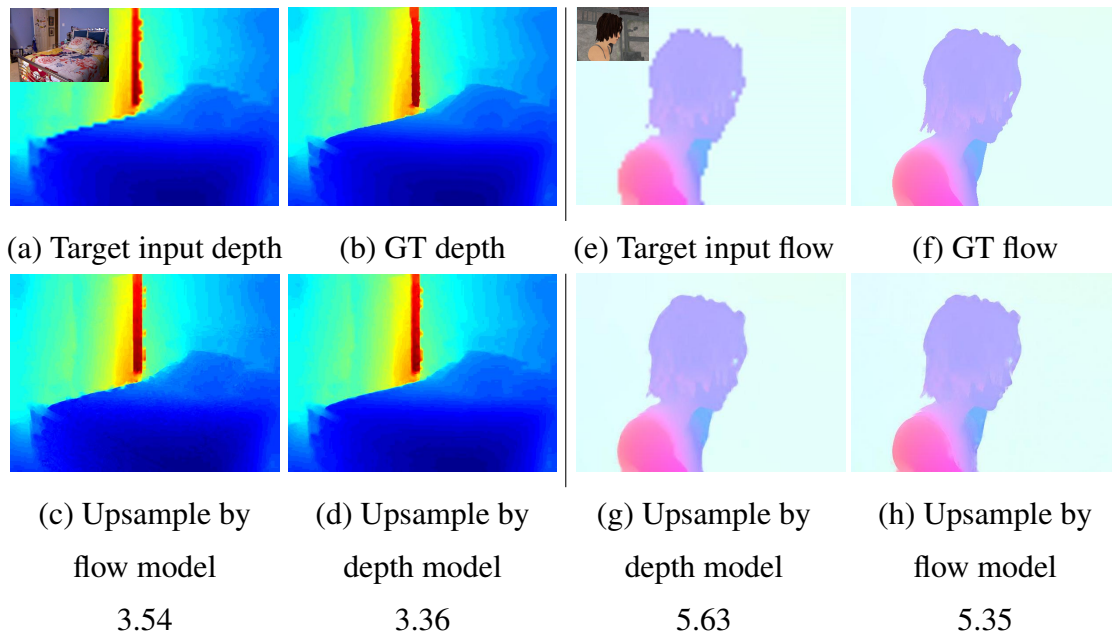 (a) Target input depth
(b) GT depth
(e) Target input flow
(f) GT flow
(c) Upsample by
flow model
3.54
(d) Upsample by
depth model
3.36
(g) Upsample by
depth model
5.63
(h) Upsample by
flow model
5.35